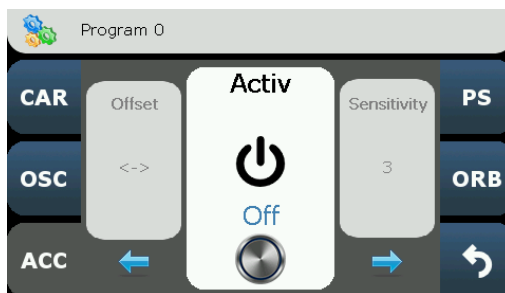 Program 0
CAR
OSC
ACC
Offset
<->
Activ
Off
Sensitivity
3
PS
ORB